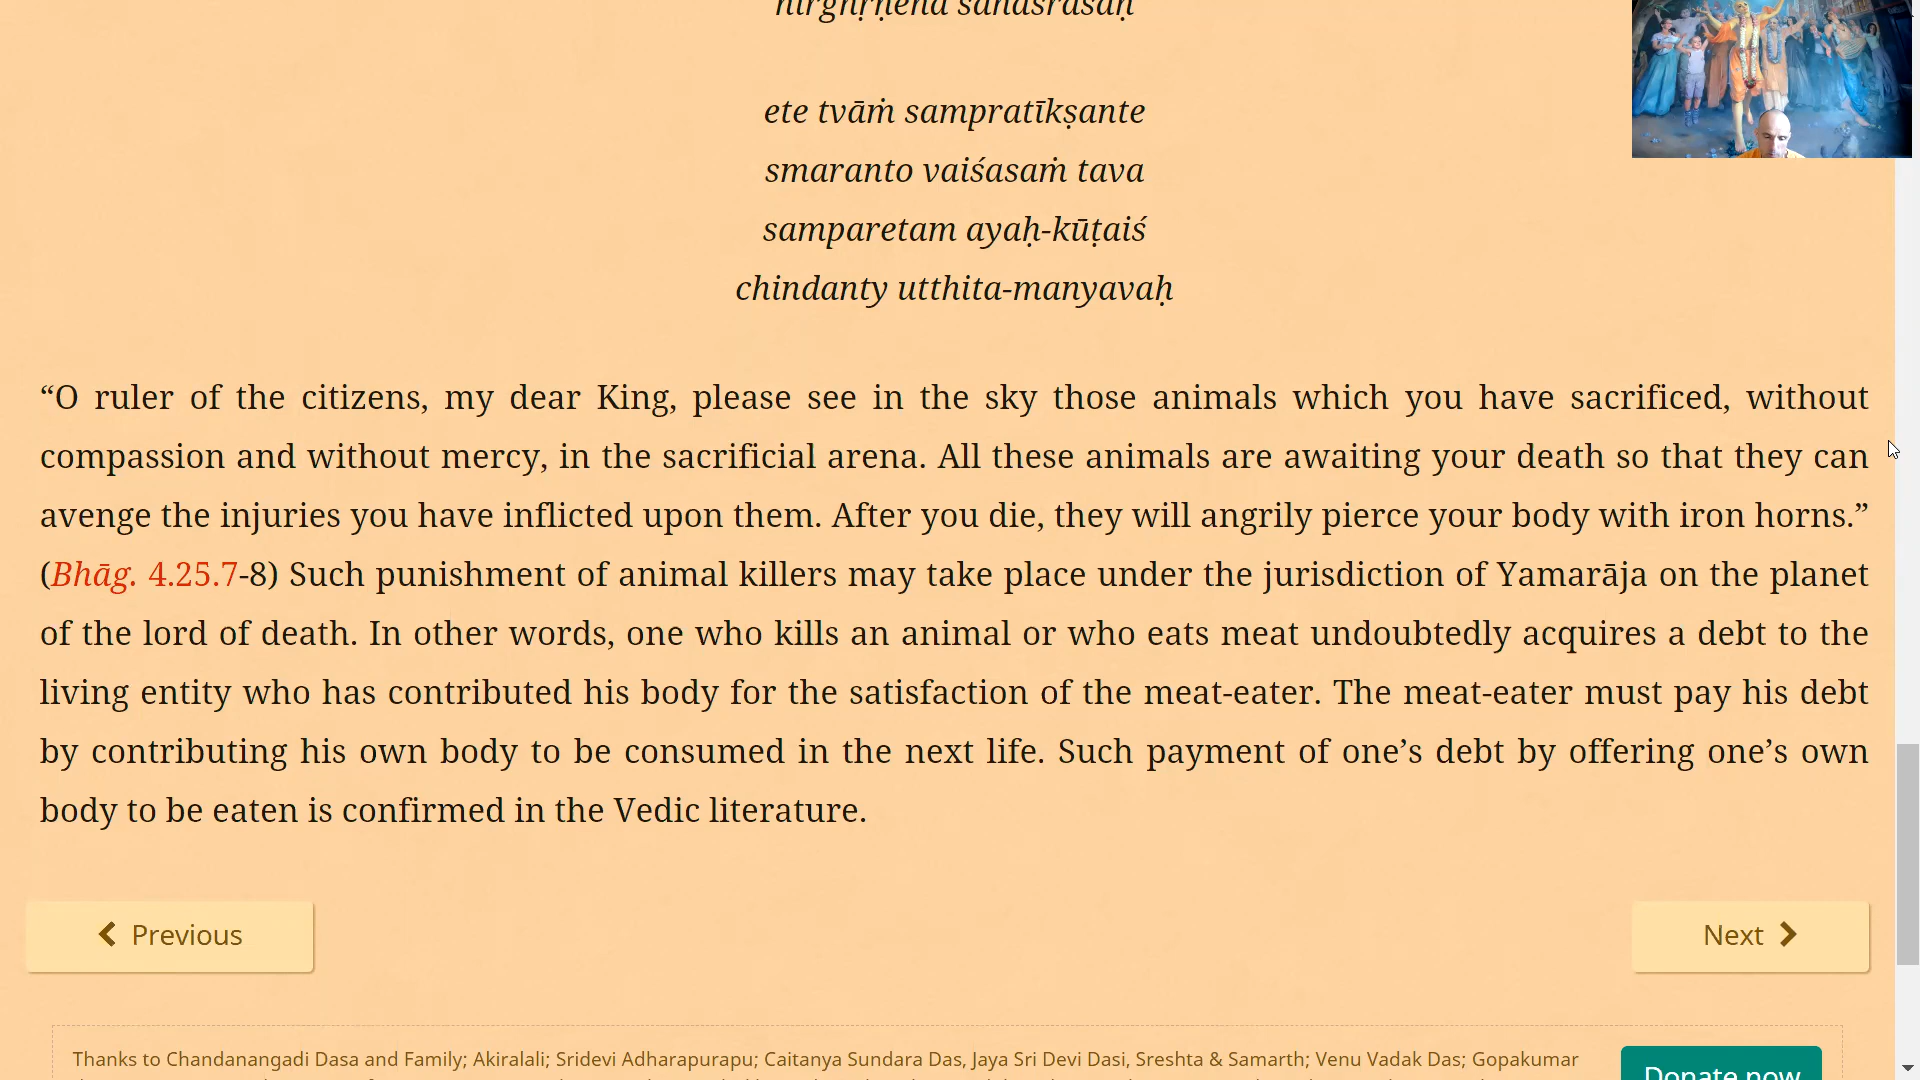 nirghṛṇena sahasraśaḥ
ete tvāṁ sampratīkṣante
smaranto vaiśasaṁ tava
samparetam ayaḥ-kūṭaiś
chindanty utthita-manyavaḥ
“O ruler of the citizens, my dear King, please see in the sky those animals which you have sacrificed, without
compassion and without mercy, in the sacrificial arena. All these animals are awaiting your death so that they can
avenge the injuries you have inflicted upon them. After you die, they will angrily pierce your body with iron horns.”
(Bhāg. 4.25.7-8) Such punishment of animal killers may take place under the jurisdiction of Yamarāja on the planet
of the lord of death. In other words, one who kills an animal or who eats meat undoubtedly acquires a debt to the
living entity who has contributed his body for the satisfaction of the meat-eater. The meat-eater must pay his debt
by contributing his own body to be consumed in the next life. Such payment of one’s debt by offering one’s own
body to be eaten is confirmed in the Vedic literature.
Previous
Next
Thanks to Chandanangadi Dasa and Family; Akiralali; Sridevi Adharapurapu; Caitanya Sundara Das, Jaya Sri Devi Dasi, Sreshta & Samarth; Venu Vadak Das; Gopakumar
Donate now